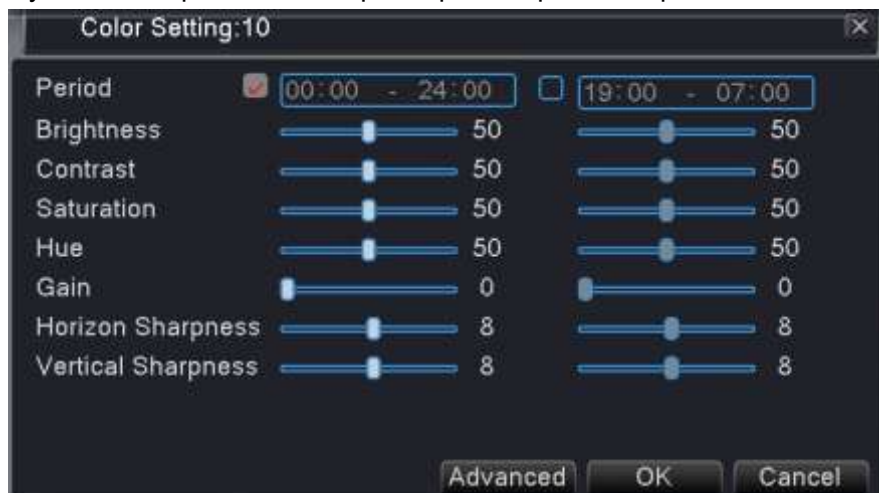 Color Setting:10
Period 00:00 - 24:00 19:00 - 07:00
Brightness 50 50
Contrast 50 50
Saturation 50 50
Hue 50 50
Gain 0 0
Horizon Sharpness 8 8
Vertical Sharpness 8 8
Advanced OK Cancel